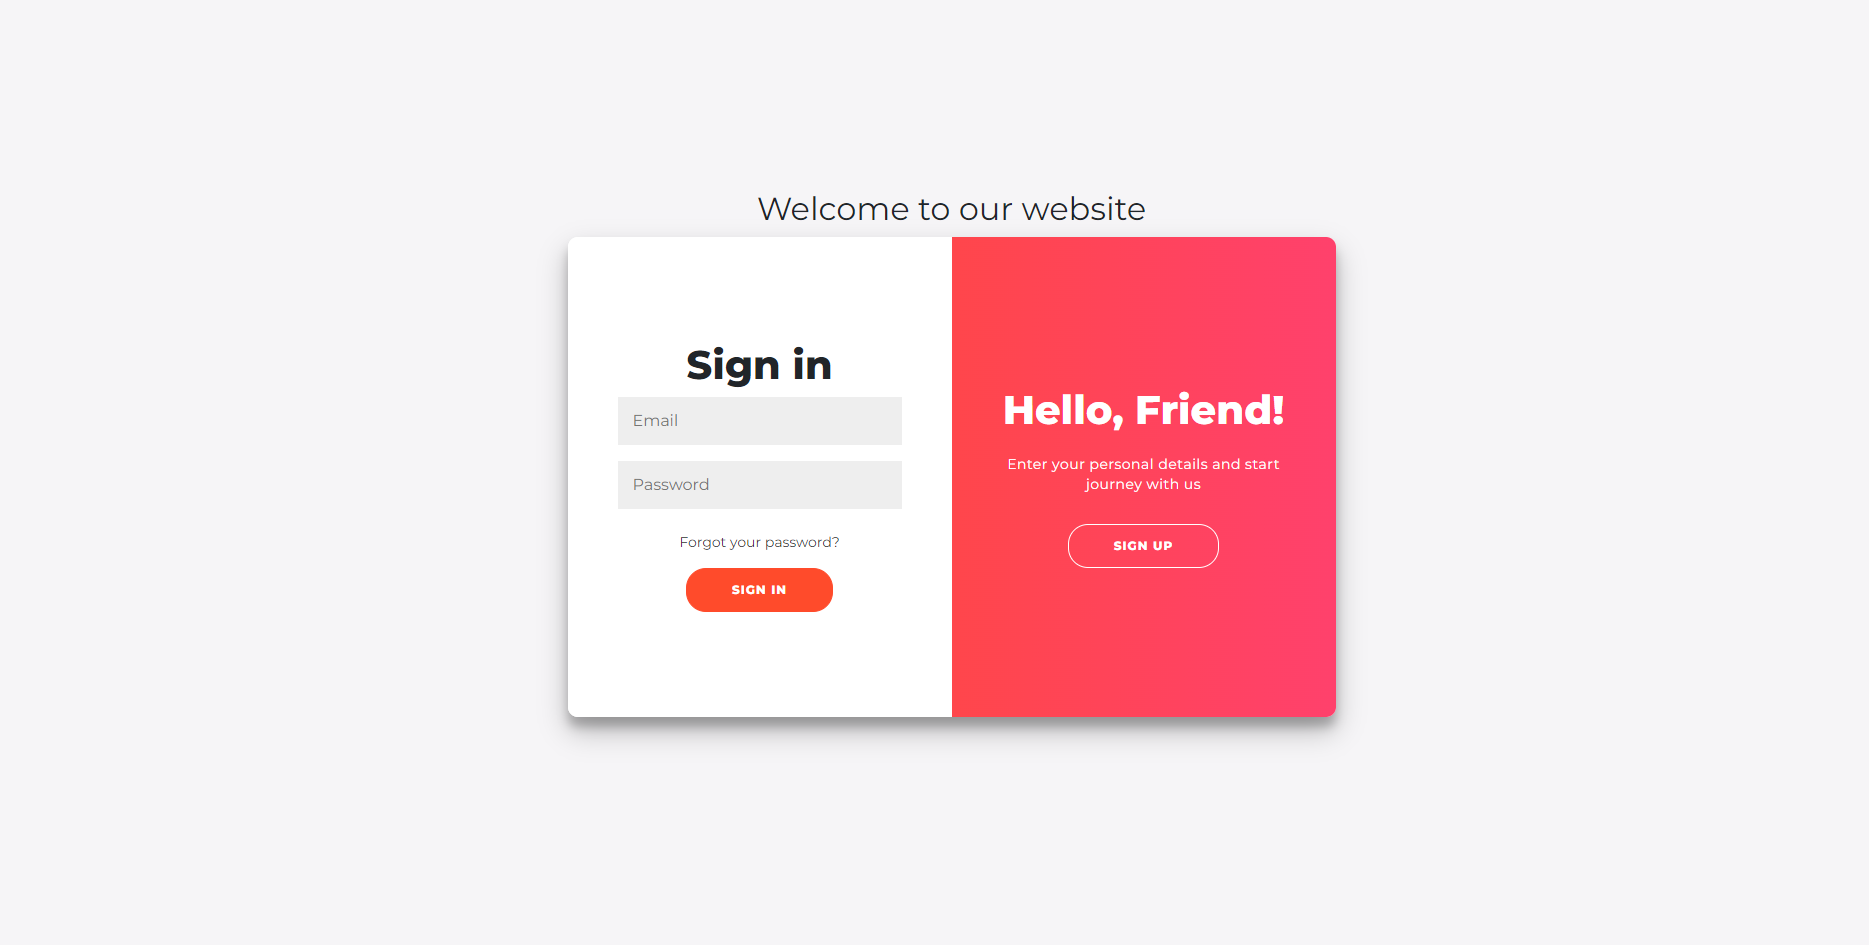 Welcome to our website
Sign in
Email
Password
Forgot your password?
SIGN IN
Hello, Friend!
Enter your personal details and start
journey with us
SIGN UP